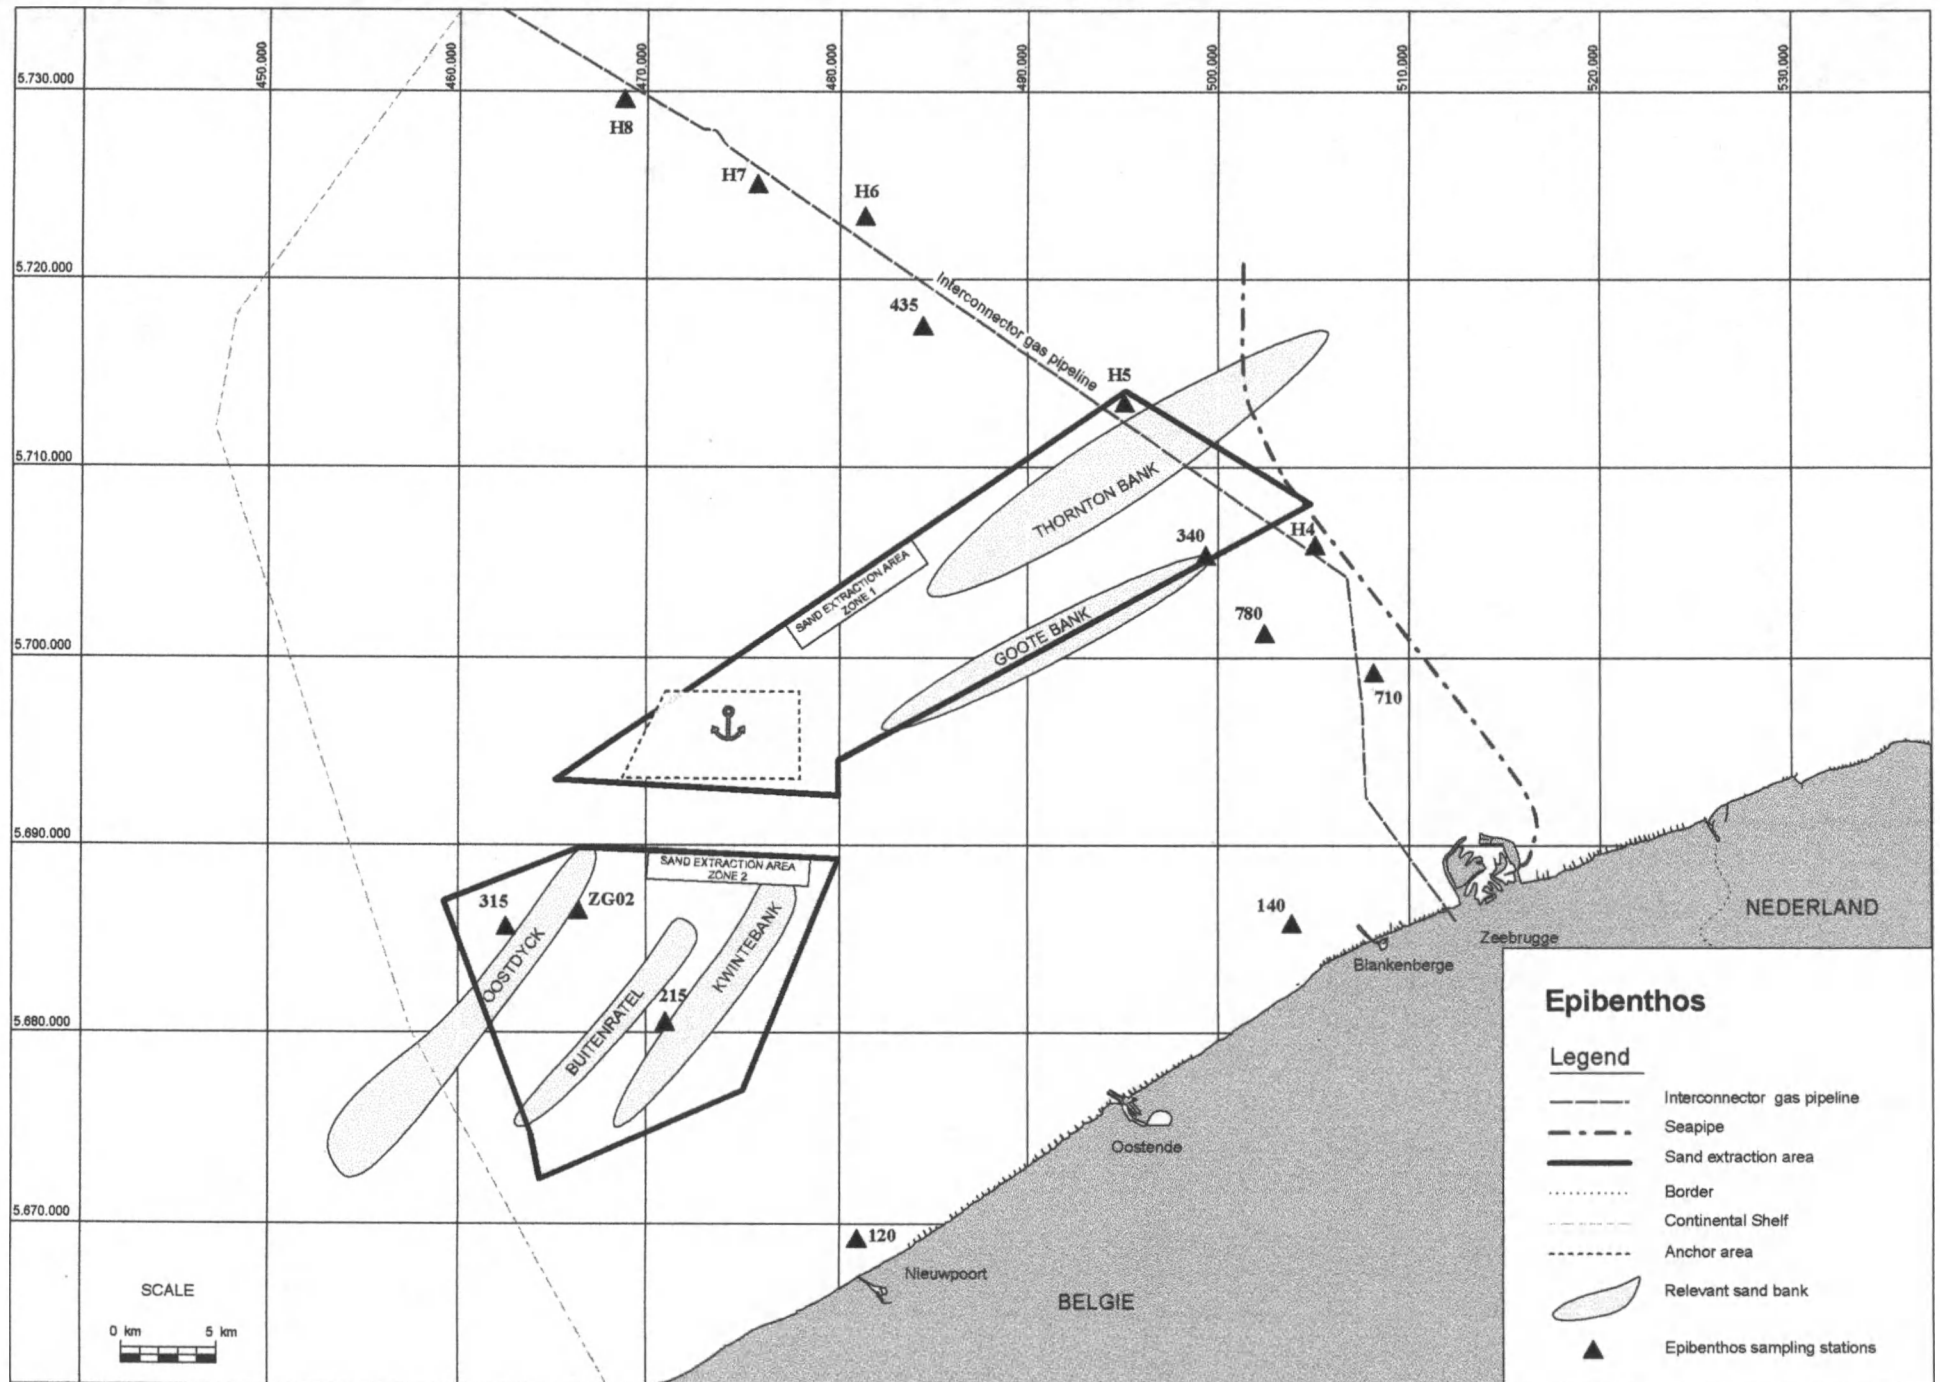 450.000
460.000
470.000
480.000
490.000
500.000
510.000
520.000
530.000
5.730.000
H8
H7
H6
5.720.000
Interconnector gas pipeline
435
H5
5.710.000
THORNTON BANK
340
H4
SAND EXTRACTION AREA
ZONE 1
780
GOOTE BANK
5.700.000
710
5.690.000
SAND EXTRACTION AREA
ZONE 2
315
ZG02
OOSTDYCK
KWINTEBANK
140
NEDERLAND
Zeebrugge
Blankenberge
215
BUITENRATEL
5.680.000
Oostende
5.670.000
120
Nieuwpoort
BELGIE
SCALE
0 km 5 km
Epibenthos
Legend
Interconnector gas pipeline
Seapipe
Sand extraction area
Border
Continental Shelf
Anchor area
Relevant sand bank
Epibenthos sampling stations